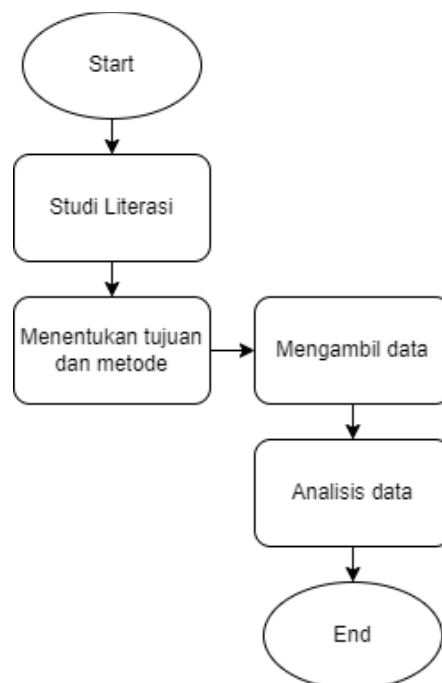 Start
Studi Literasi
Menentukan tujuan
dan metode
Mengambil data
Analisis data
End